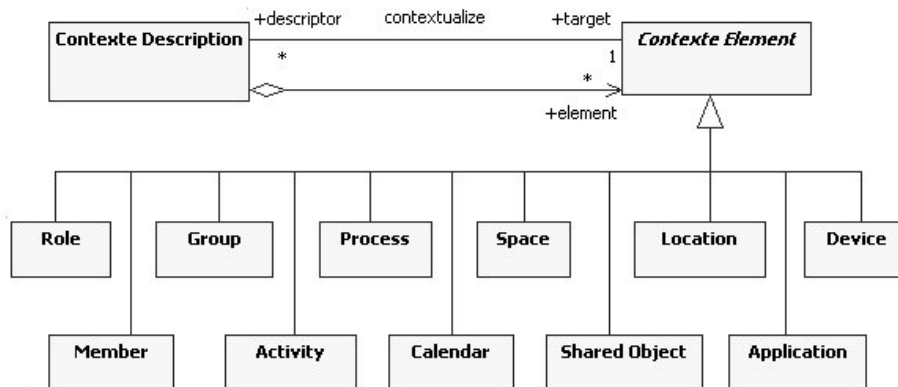 +descriptor contextualize +target
Contexte Description
Contexte Element
* 1
*
+element
Role Group Process Space Location Device
Member Activity Calendar Shared Object Application